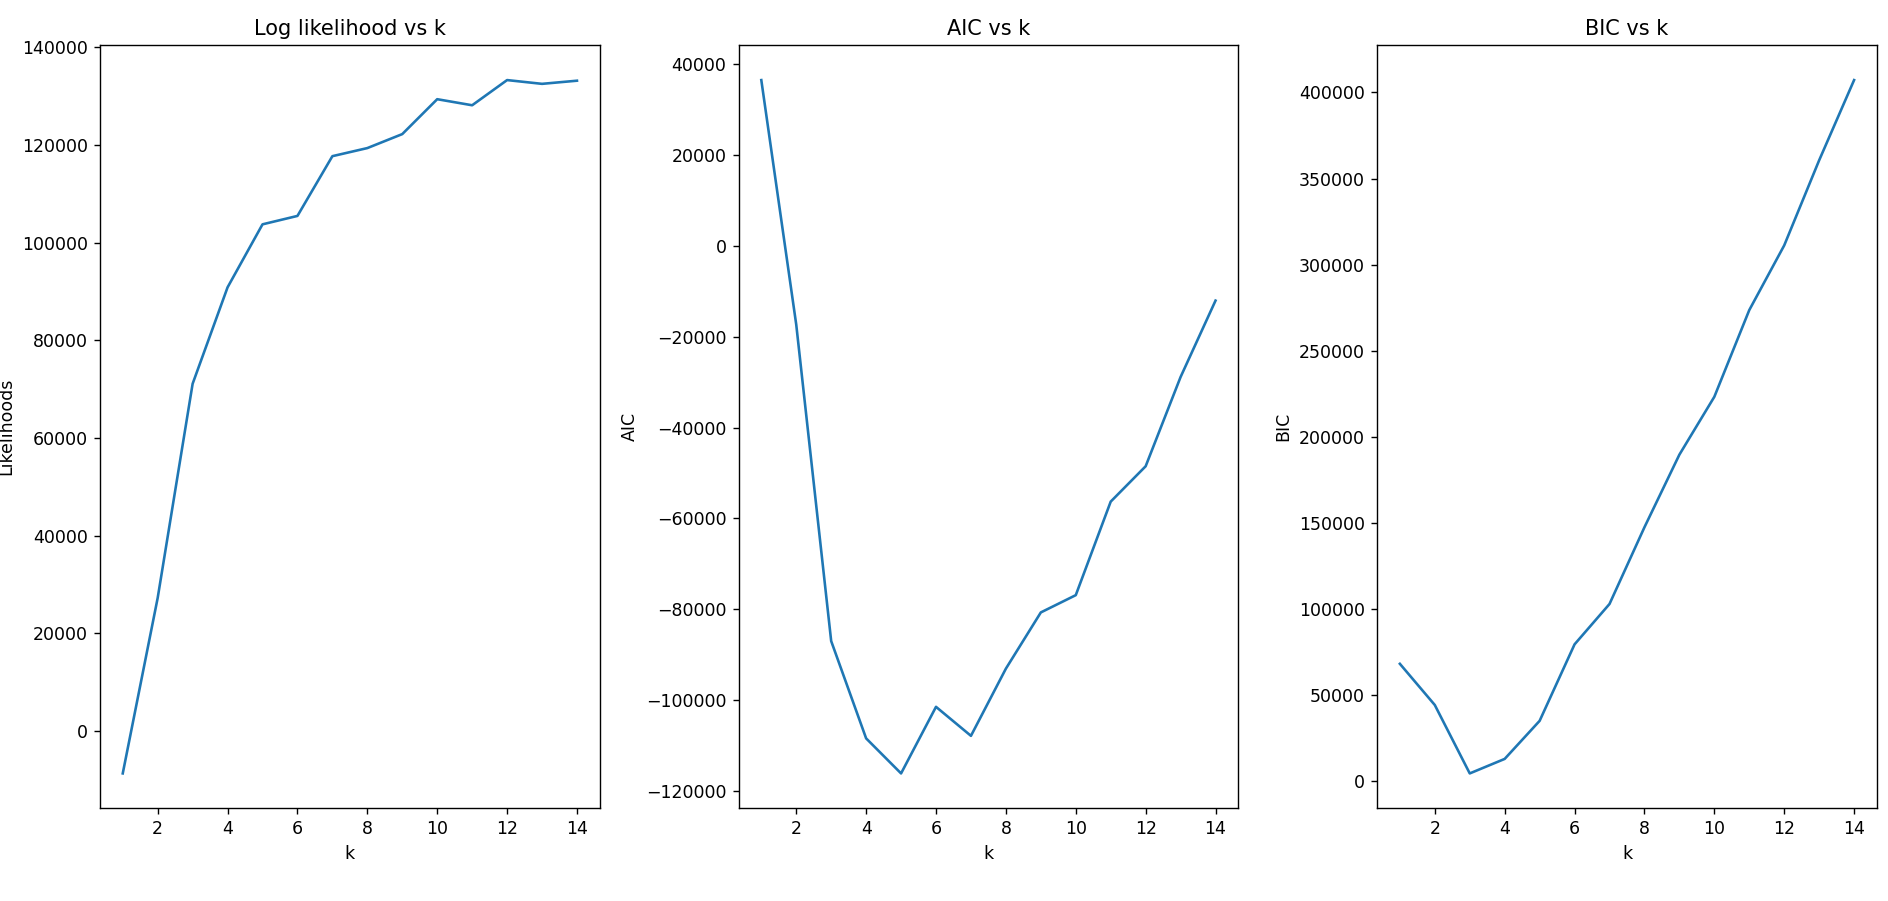 Log likelihood vs k
140000
120000
100000
80000
60000
40000
20000
0
Likelihoods
2 4 6 8 10 12 14
k
AIC vs k
40000
20000
0
−20000
−40000
−60000
−80000
−100000
−120000
AIC
2 4 6 8 10 12 14
k
BIC vs k
400000
350000
300000
250000
200000
150000
100000
50000
0
BIC
2 4 6 8 10 12 14
k